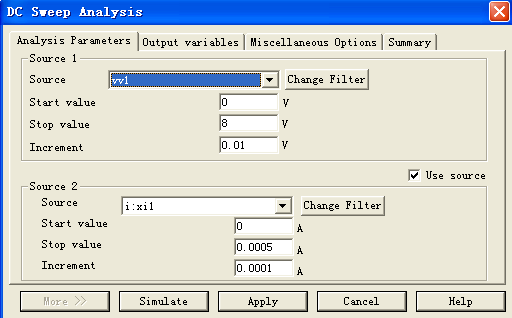 DC Sweep Analysis
Analysis Parameters Output variables Miscellaneous Options Summary
Source 1
Source vv1 Change Filter
Start value 0 V
Stop value 8 V
Increment 0.01 V
Use source
Source 2
Source i:xi1 Change Filter
Start value 0 A
Stop value 0.0005 A
Increment 0.0001 A
More >> Simulate Apply Cancel Help